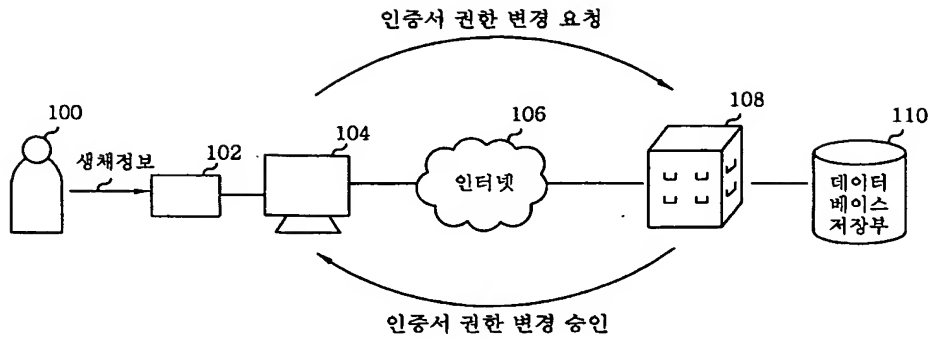 인증서 권한 변경 요청
100
생채정보
102
104
106
인터넷
108
110
데이터
베이스
저장부
인증서 권한 변경 승인